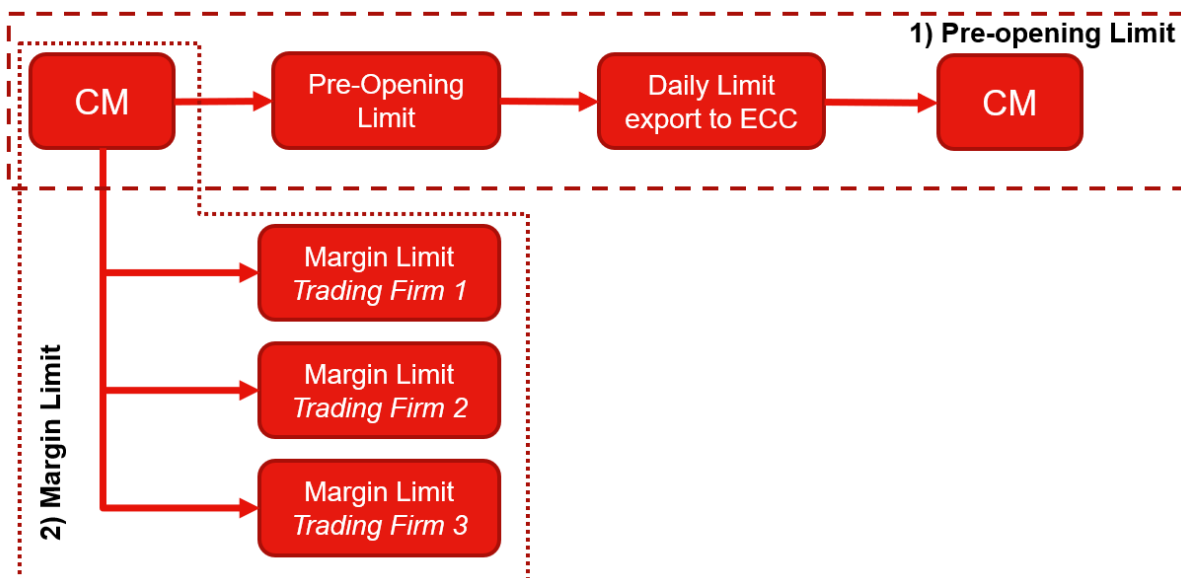 1) Pre-opening Limit
CM
Pre-Opening
Limit
Daily Limit
export to ECC
CM
Margin Limit
Trading Firm 1
Margin Limit
Trading Firm 2
Margin Limit
Trading Firm 3
2) Margin Limit